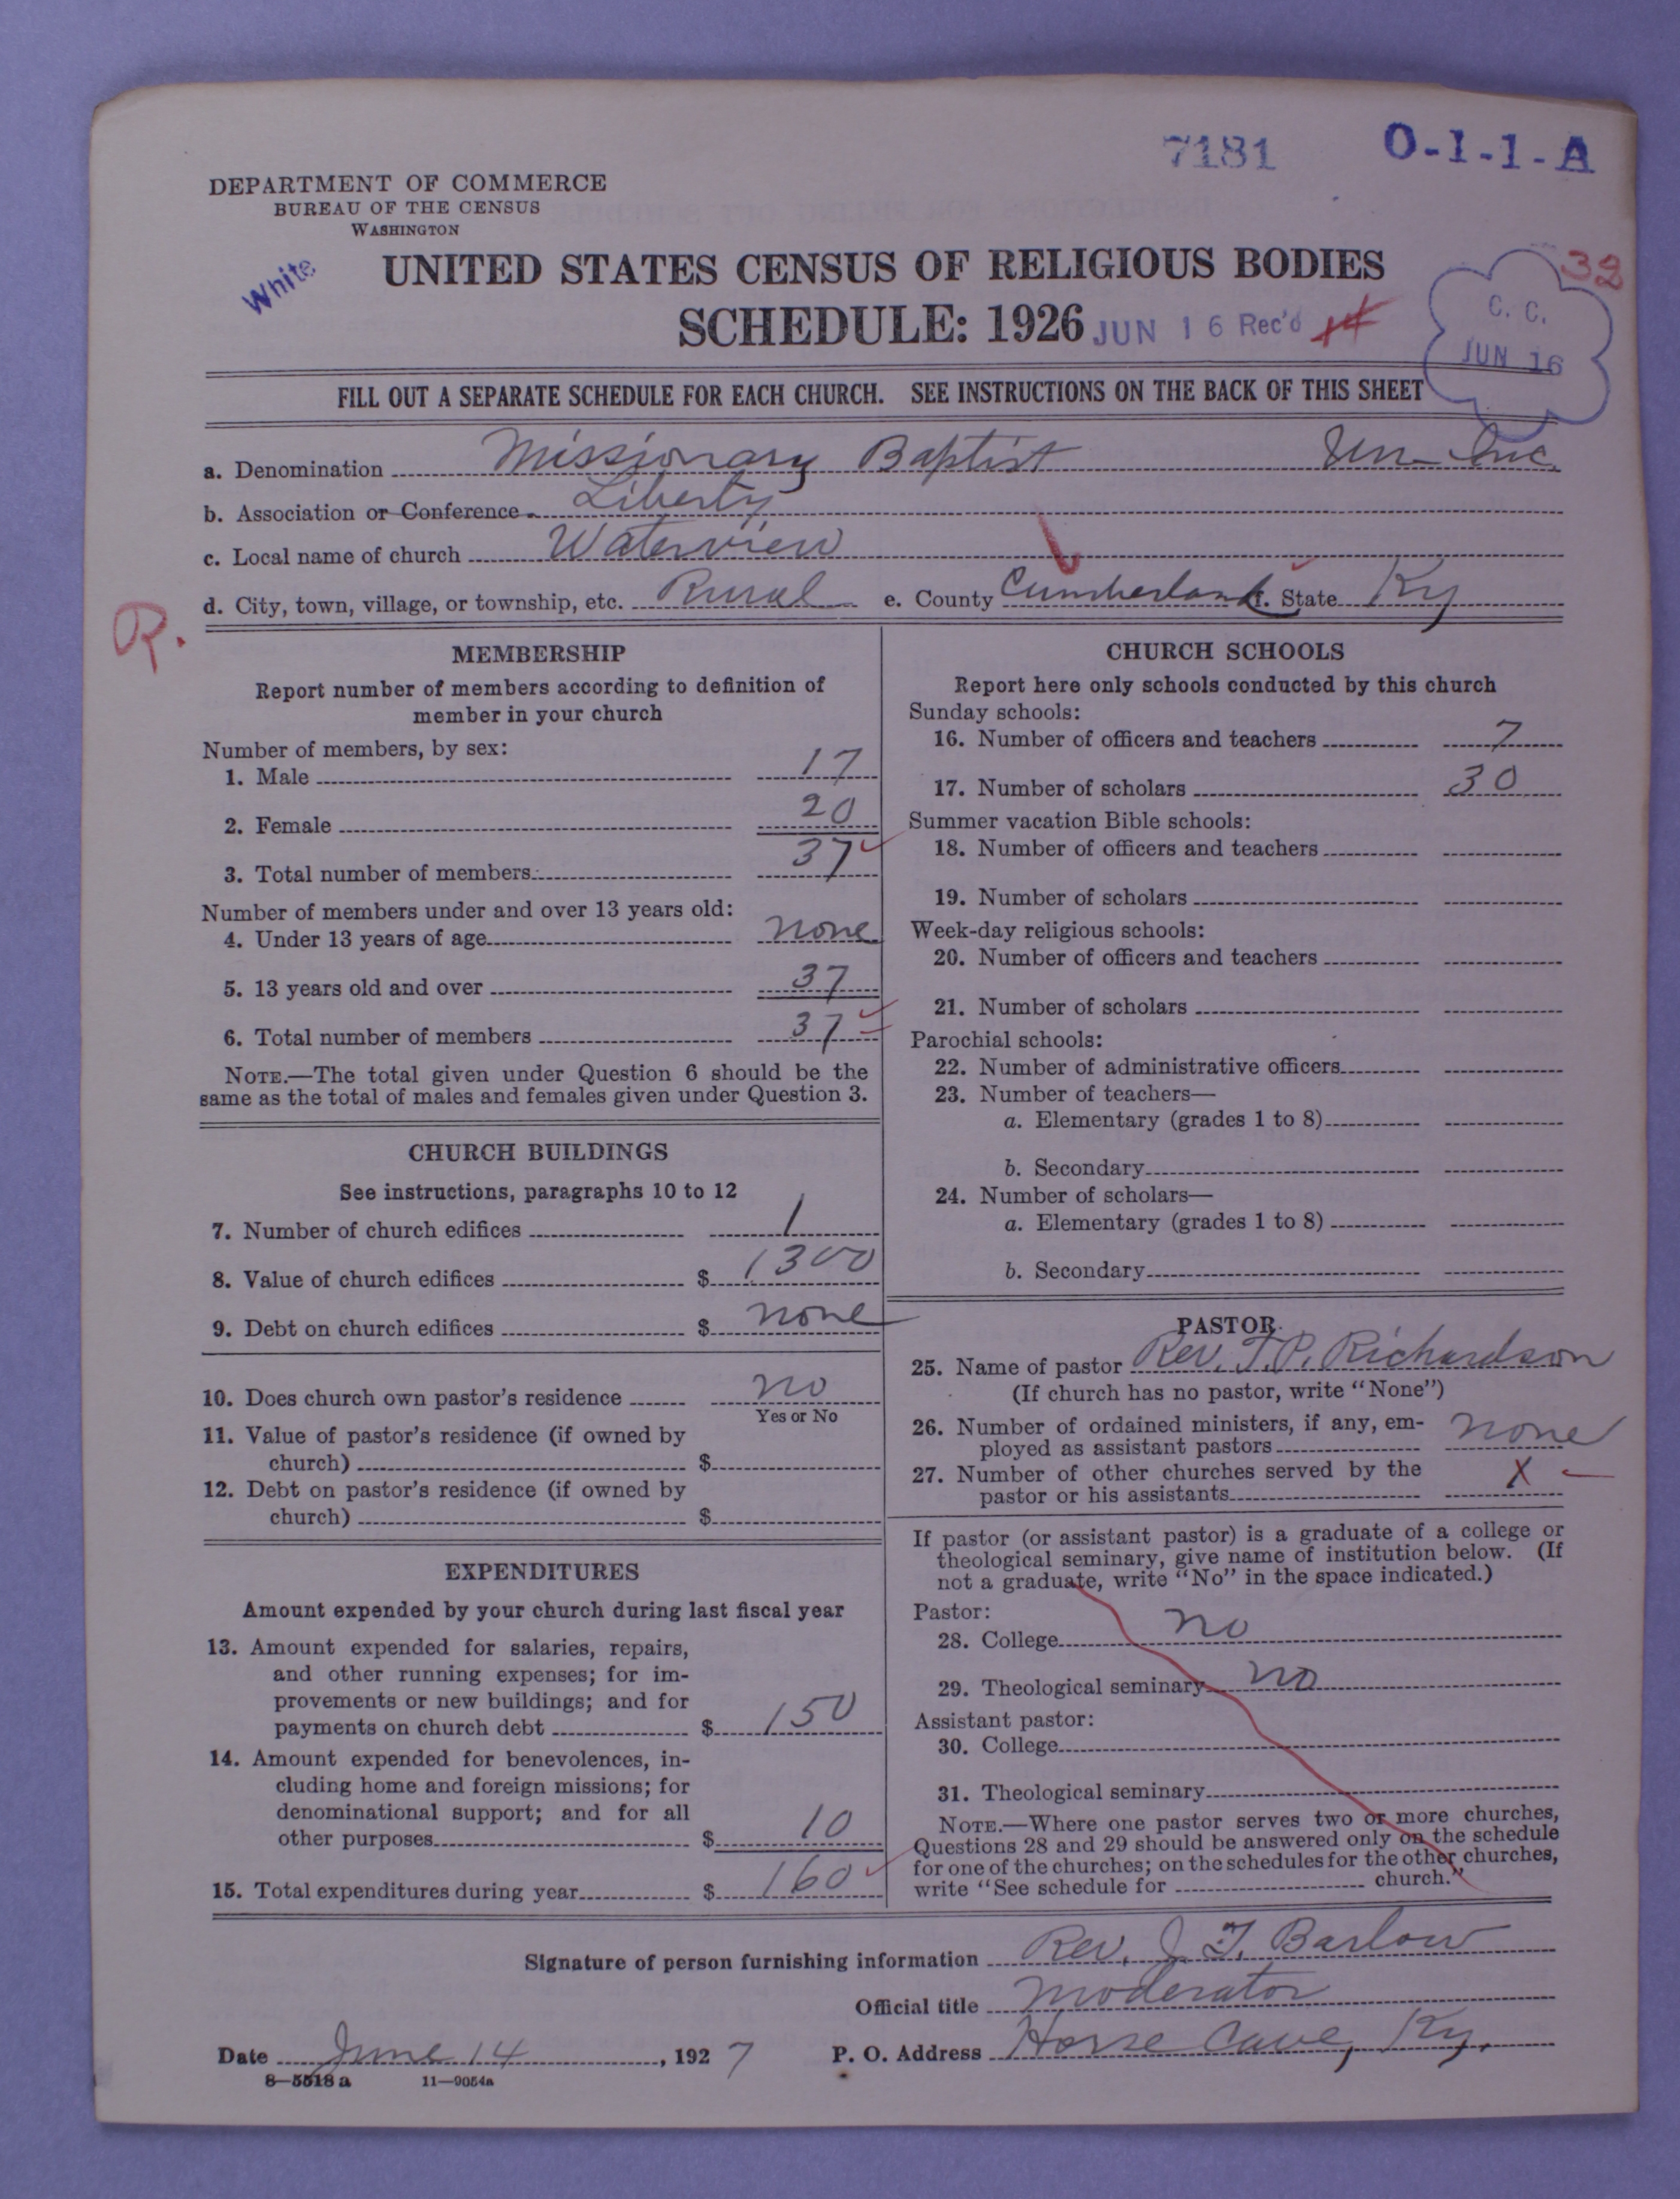 7181 O-1-1-A
DEPARTMENT OF COMMERCE
BUREAU OF THE CENSUS
WASHINGTON
White
UNITED STATES CENSUS OF RELIGIOUS BODIES
32
SCHEDULE: 1926 JUN 16 Rec'd 14
C. C.
JUN 16
FILL OUT A SEPARATE SCHEDULE FOR EACH CHURCH. SEE INSTRUCTIONS ON THE BACK OF THIS SHEET
a. Denomination Missionary Baptist Un-Inc.
b. Association or Conference Liberty
c. Local name of church Waterview
d. City, town, village, or township, etc. Rural e. County Cumberland f. State Ky
R.
MEMBERSHIP
Report number of members according to definition of
member in your church
Number of members, by sex:
1. Male 17
2. Female 20
3. Total number of members 37
Number of members under and over 13 years old:
4. Under 13 years of age none
5. 13 years old and over 37
6. Total number of members 37
NOTE.—The total given under Question 6 should be the
same as the total of males and females given under Question 3.
CHURCH BUILDINGS
See instructions, paragraphs 10 to 12
7. Number of church edifices 1
8. Value of church edifices $ 1300
9. Debt on church edifices $ none
10. Does church own pastor's residence no
Yes or No
11. Value of pastor's residence (if owned by
church) $
12. Debt on pastor's residence (if owned by
church) $
EXPENDITURES
Amount expended by your church during last fiscal year
13. Amount expended for salaries, repairs,
and other running expenses; for im-
provements or new buildings; and for
payments on church debt $ 150
14. Amount expended for benevolences, in-
cluding home and foreign missions; for
denominational support; and for all
other purposes $ 10
15. Total expenditures during year $ 160
CHURCH SCHOOLS
Report here only schools conducted by this church
Sunday schools:
16. Number of officers and teachers 7
17. Number of scholars 30
Summer vacation Bible schools:
18. Number of officers and teachers
19. Number of scholars
Week-day religious schools:
20. Number of officers and teachers
21. Number of scholars
Parochial schools:
22. Number of administrative officers
23. Number of teachers—
a. Elementary (grades 1 to 8)
b. Secondary
24. Number of scholars—
a. Elementary (grades 1 to 8)
b. Secondary
PASTOR
25. Name of pastor Rev. T. P. Richardson
(If church has no pastor, write "None")
26. Number of ordained ministers, if any, em-
ployed as assistant pastors none
27. Number of other churches served by the
pastor or his assistants X
If pastor (or assistant pastor) is a graduate of a college or
theological seminary, give name of institution below. (If
not a graduate, write "No" in the space indicated.)
Pastor:
28. College no
29. Theological seminary no
Assistant pastor:
30. College
31. Theological seminary
NOTE.—Where one pastor serves two or more churches,
Questions 28 and 29 should be answered only on the schedule
for one of the churches; on the schedules for the other churches,
write "See schedule for church."
Signature of person furnishing information Rev. J. T. Barlow
Official title Moderator
Date June 14, 1927 P. O. Address Horse Cave, Ky.
8—5518 a 11—9054a